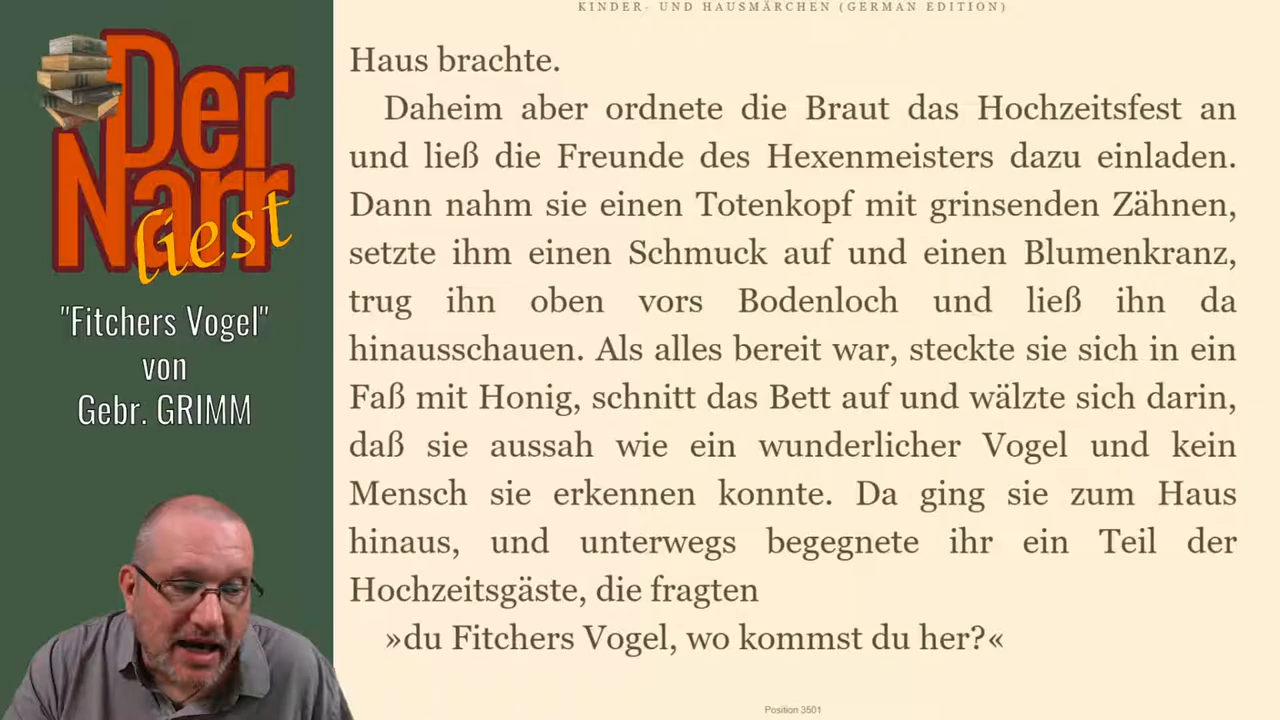 Der
Narr
liest
"Fitchers Vogel"
von
Gebr. GRIMM
KINDER- UND HAUSMÄRCHEN (GERMAN EDITION)
Haus brachte.
Daheim aber ordnete die Braut das Hochzeitsfest an
und ließ die Freunde des Hexenmeisters dazu einladen.
Dann nahm sie einen Totenkopf mit grinsenden Zähnen,
setzte ihm einen Schmuck auf und einen Blumenkranz,
trug ihn oben vors Bodenloch und ließ ihn da
hinausschauen. Als alles bereit war, steckte sie sich in ein
Faß mit Honig, schnitt das Bett auf und wälzte sich darin,
daß sie aussah wie ein wunderlicher Vogel und kein
Mensch sie erkennen konnte. Da ging sie zum Haus
hinaus, und unterwegs begegnete ihr ein Teil der
Hochzeitsgäste, die fragten
»du Fitchers Vogel, wo kommst du her?«
Position 3501